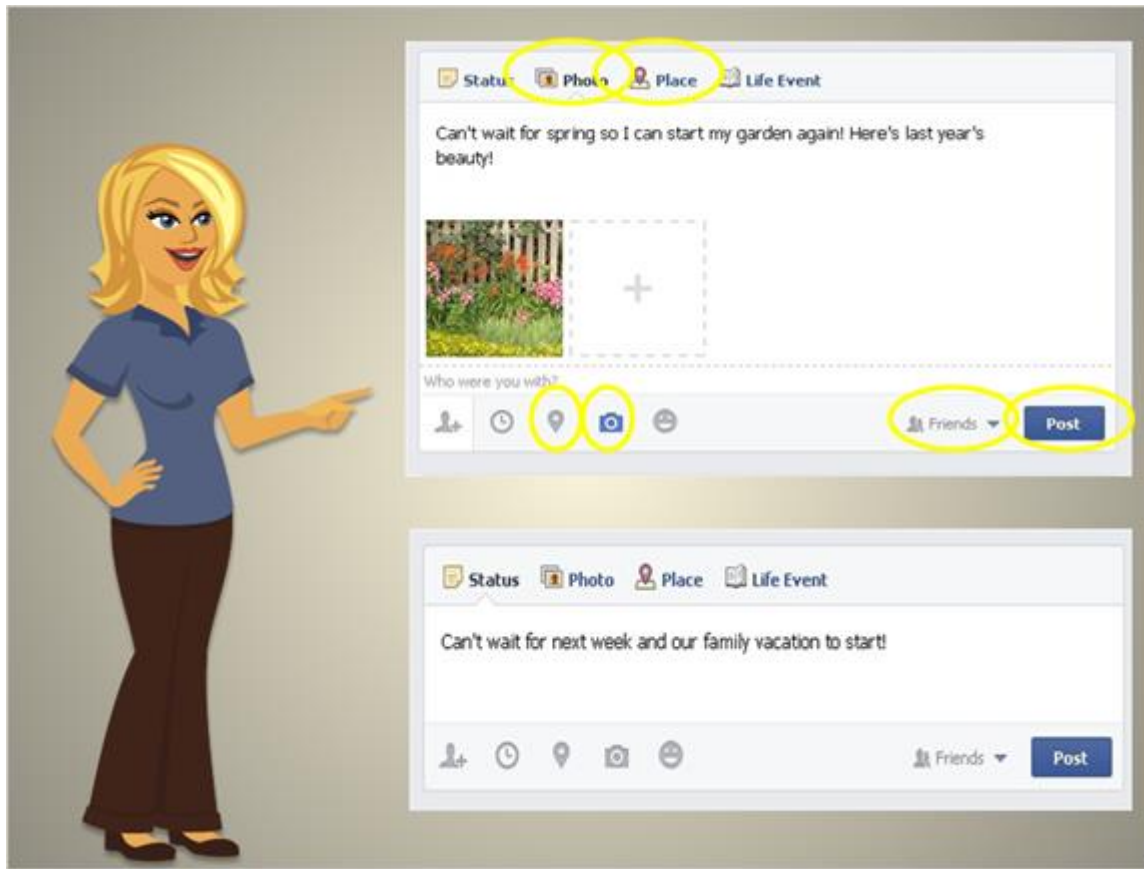 Status Photo Place Life Event
Can't wait for spring so I can start my garden again! Here's last year's
beauty!
Who were you with?
Friends Post
Status Photo Place Life Event
Can't wait for next week and our family vacation to start!
Friends Post